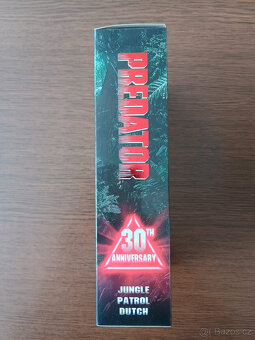 PREDATOR
30TH
ANNIVERSARY
JUNGLE
PATROL
DUTCH
Bazos.cz